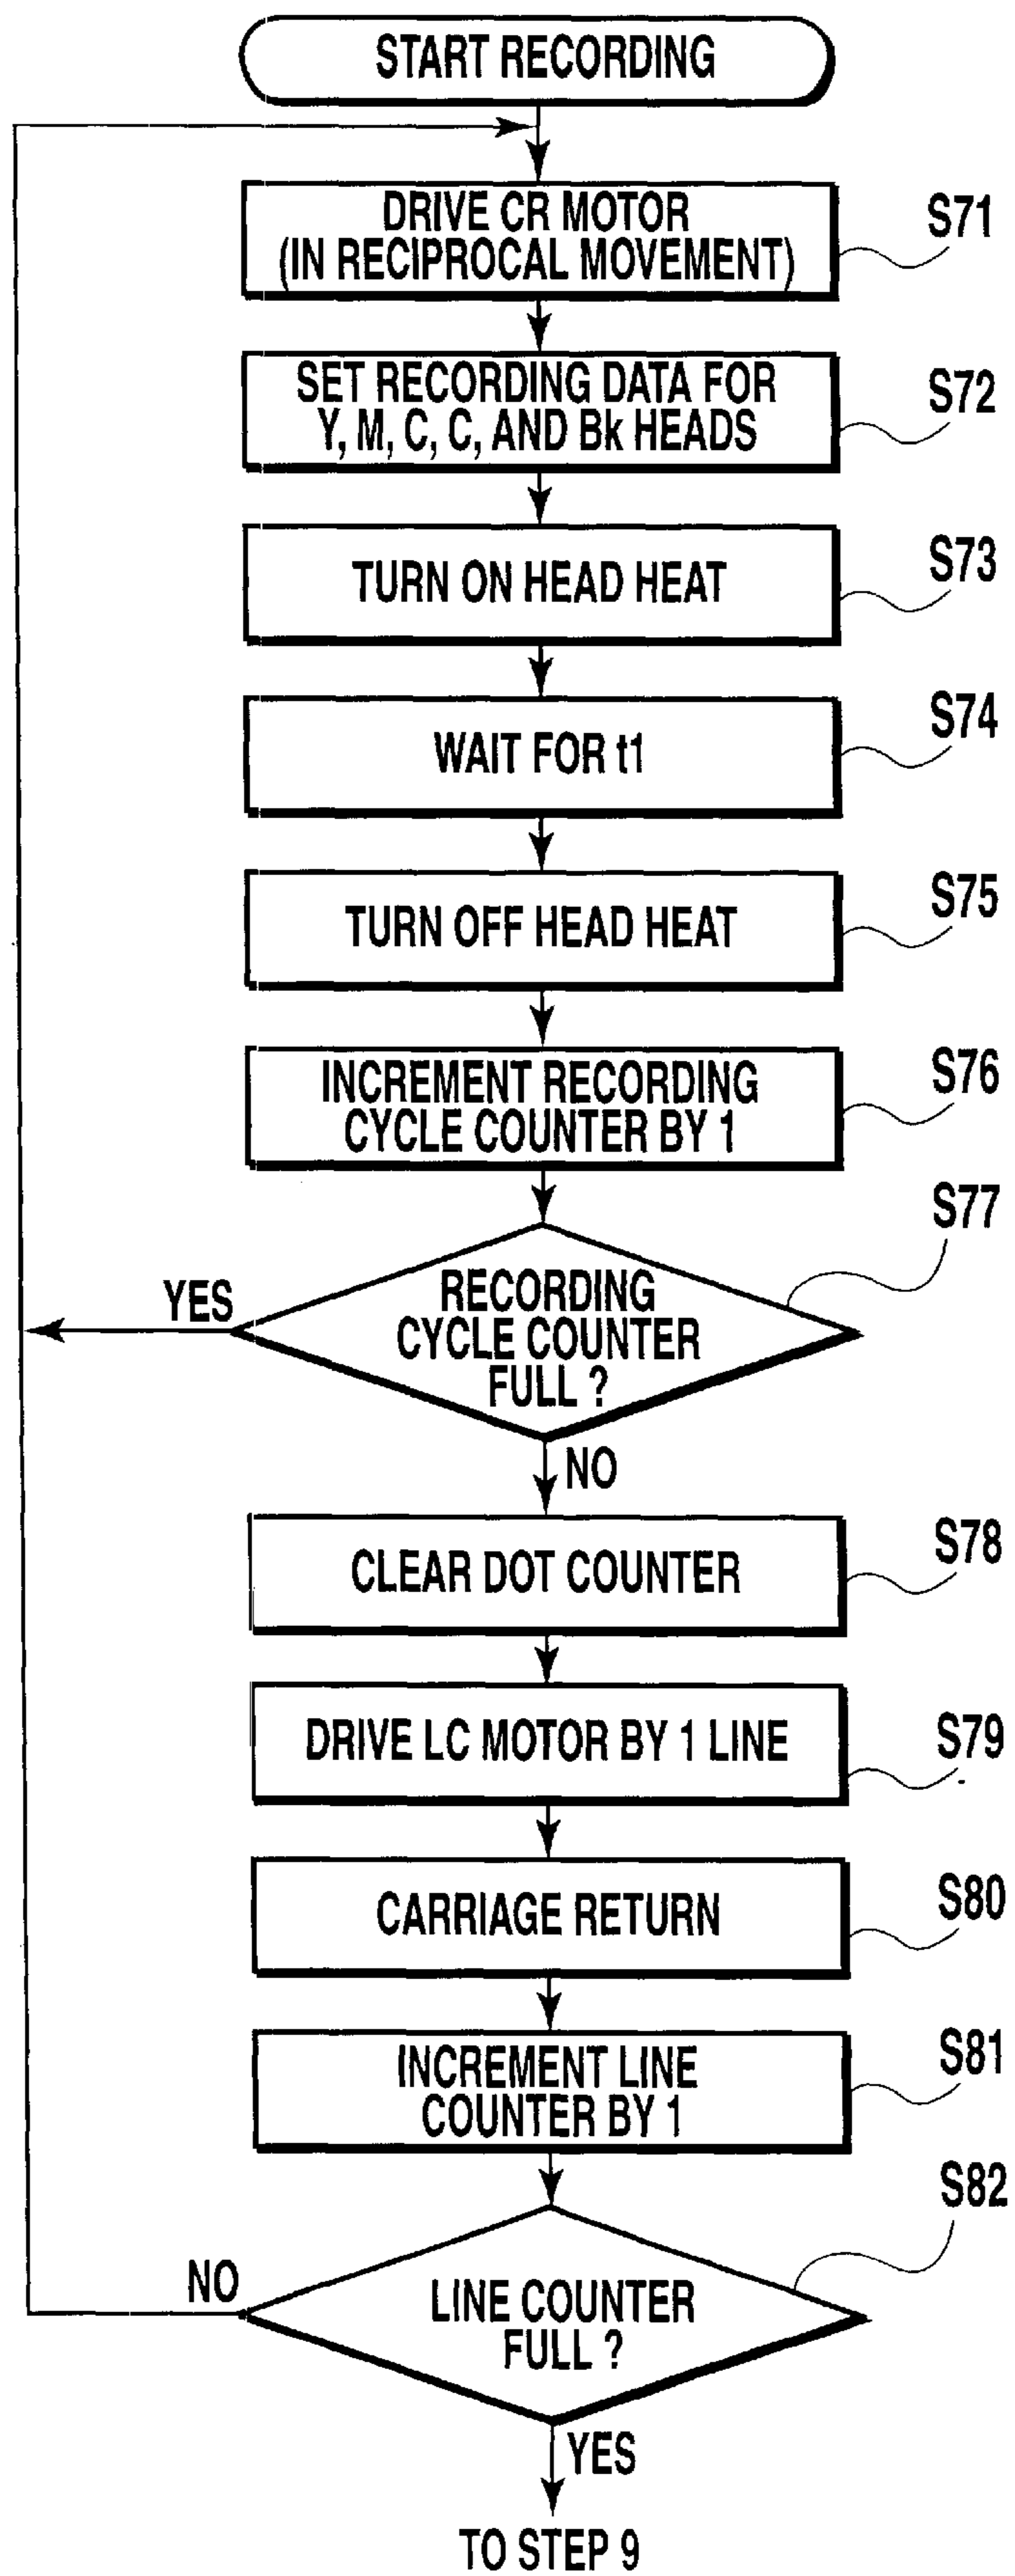 START RECORDING
DRIVE CR MOTOR
(IN RECIPROCAL MOVEMENT)
S71
SET RECORDING DATA FOR
Y, M, C, C, AND Bk HEADS
S72
TURN ON HEAD HEAT
S73
WAIT FOR t1
S74
TURN OFF HEAD HEAT
S75
INCREMENT RECORDING
CYCLE COUNTER BY 1
S76
RECORDING
CYCLE COUNTER
FULL ?
S77
YES
NO
CLEAR DOT COUNTER
S78
DRIVE LC MOTOR BY 1 LINE
S79
CARRIAGE RETURN
S80
INCREMENT LINE
COUNTER BY 1
S81
LINE COUNTER
FULL ?
S82
NO
YES
TO STEP 9